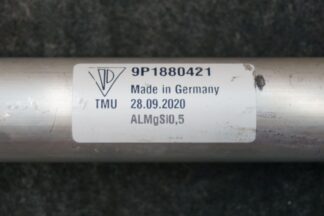 9P1880421
Made in Germany
TMU 28.09.2020
ALMgSi0,5